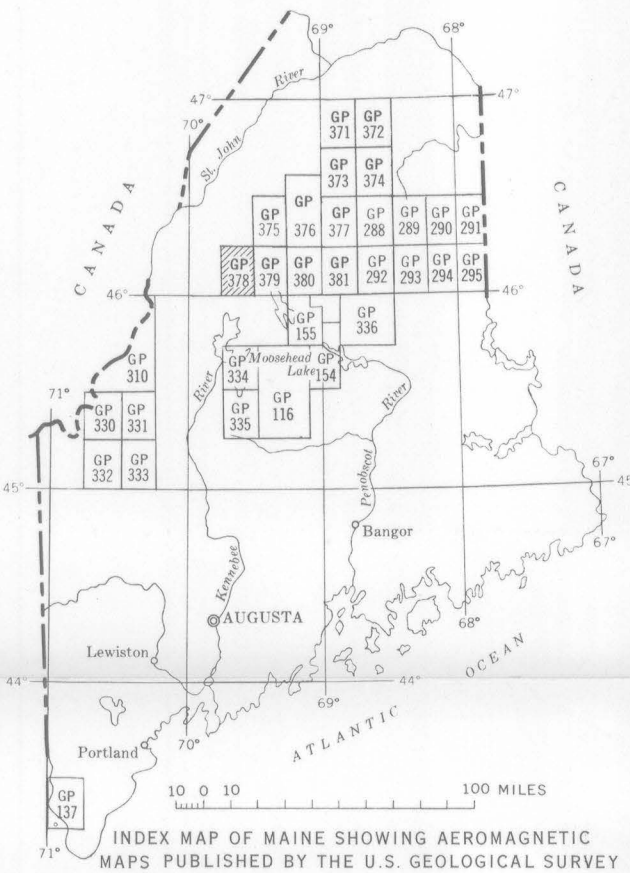 69°
68°
River
47°
47°
70°
St. John
GP 371
GP 372
GP 373
GP 374
CANADA
CANADA
GP 375
GP 376
GP 377
GP 288
GP 289
GP 290
GP 291
GP 378
GP 379
GP 380
GP 381
GP 292
GP 293
GP 294
GP 295
46°
46°
GP 155
GP 336
GP 310
GP 334
Moosehead
Lake
GP 154
River
River
71°
GP 330
GP 331
GP 335
GP 116
GP 332
GP 333
Penobscot
67°
45°
45
67°
Bangor
Kennebec
AUGUSTA
68°
Lewiston
OCEAN
44°
44°
69°
ATLANTIC
70°
Portland
GP 137
10 0 10
100 MILES
71°
INDEX MAP OF MAINE SHOWING AEROMAGNETIC
MAPS PUBLISHED BY THE U.S. GEOLOGICAL SURVEY